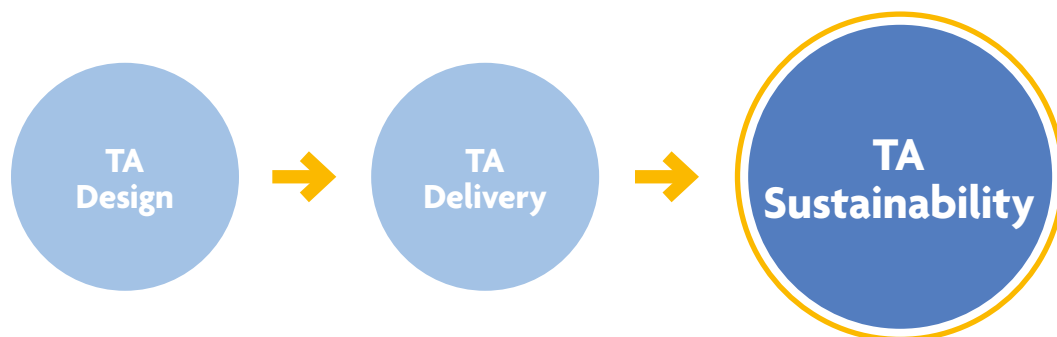 TA
Design
TA
Delivery
TA
Sustainability